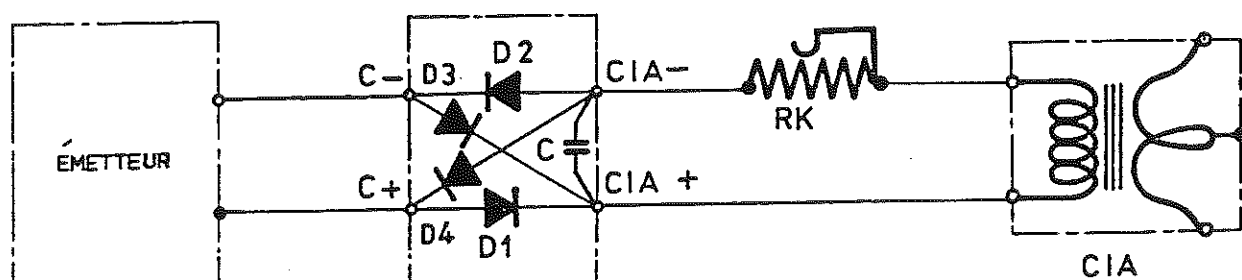 ÉMETTEUR
C-
D3
D2
CIA-
RK
C
C+
D4
D1
CIA +
CIA